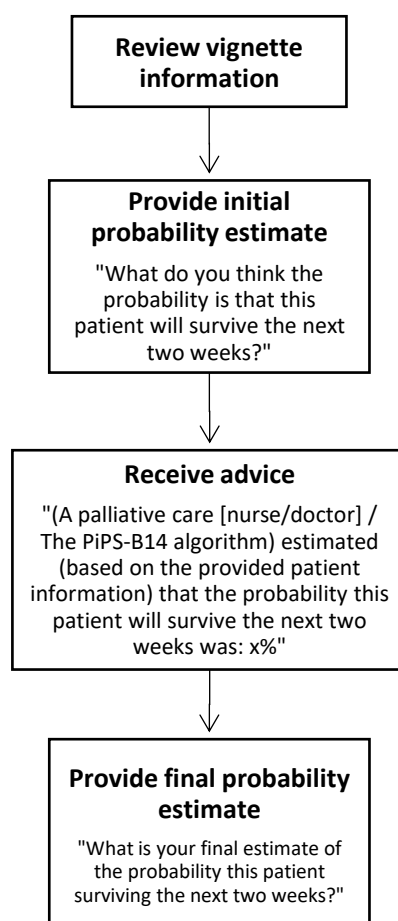 Review vignette
information
Provide initial
probability estimate
"What do you think the
probability is that this
patient will survive the next
two weeks?"
Receive advice
"(A palliative care [nurse/doctor] /
The PiPS-B14 algorithm) estimated
(based on the provided patient
information) that the probability this
patient will survive the next two
weeks was: x%"
Provide final probability
estimate
"What is your final estimate of
the probability this patient
surviving the next two weeks?"